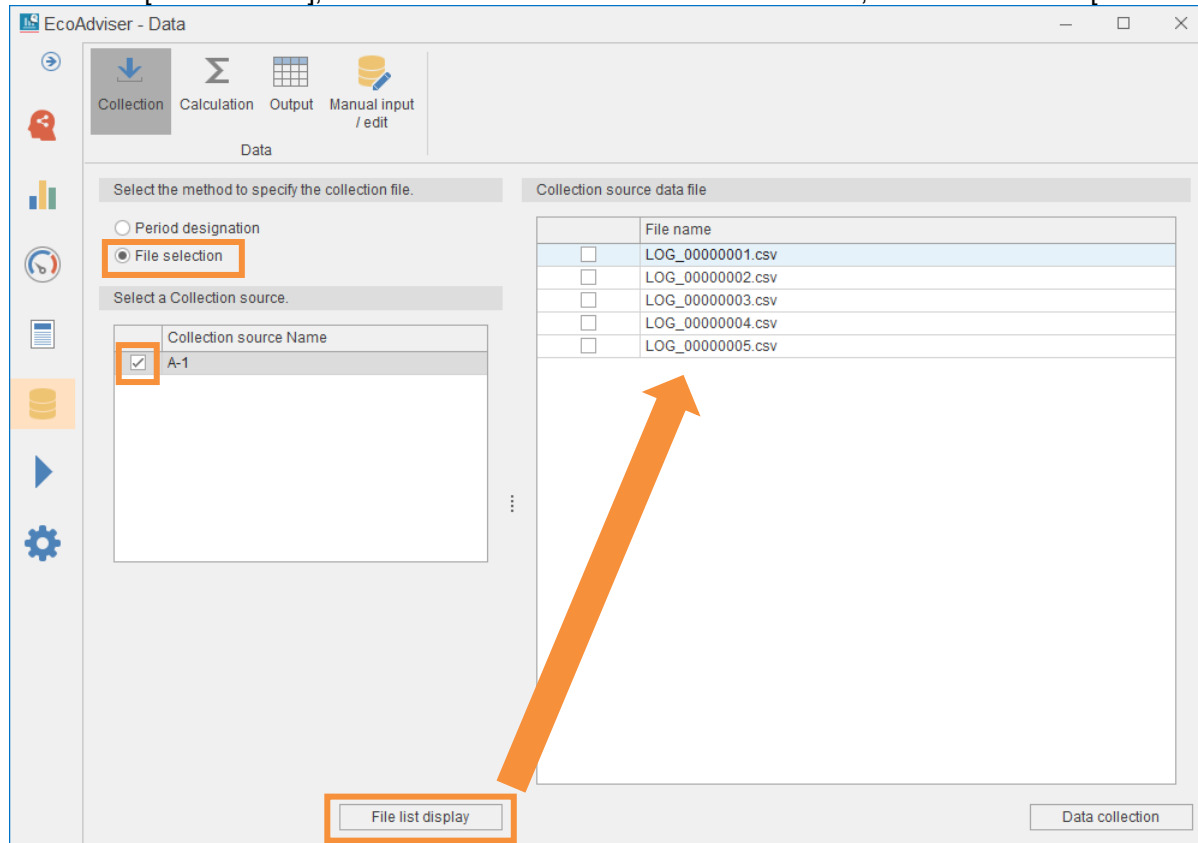 EcoAdviser - Data
Collection Calculation Output Manual input
/ edit
Data
Select the method to specify the collection file.
Period designation
File selection
Select a Collection source.
Collection source Name
A-1
Collection source data file
File name
LOG_00000001.csv
LOG_00000002.csv
LOG_00000003.csv
LOG_00000004.csv
LOG_00000005.csv
File list display
Data collection